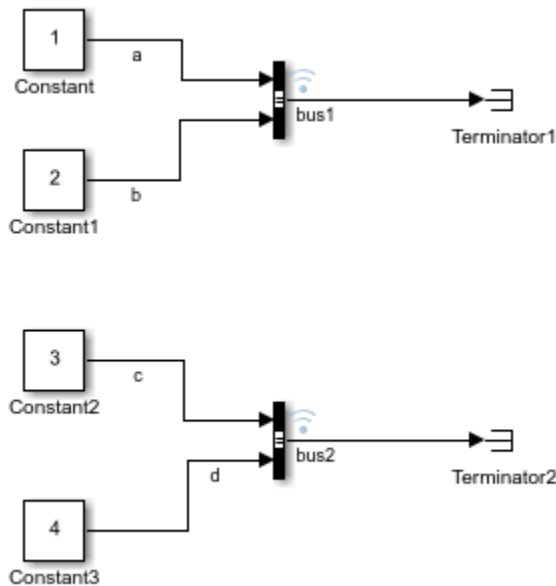 1
a
Constant
bus1
Terminator1
2
b
Constant1
3
c
Constant2
bus2
d
Terminator2
4
Constant3